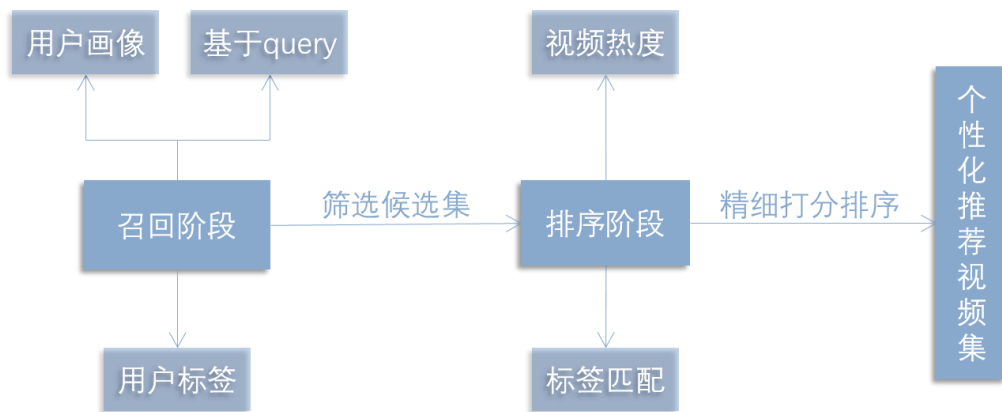 用户画像
基于query
视频热度
召回阶段
筛选候选集
排序阶段
精细打分排序
个性化推荐视频集
用户标签
标签匹配